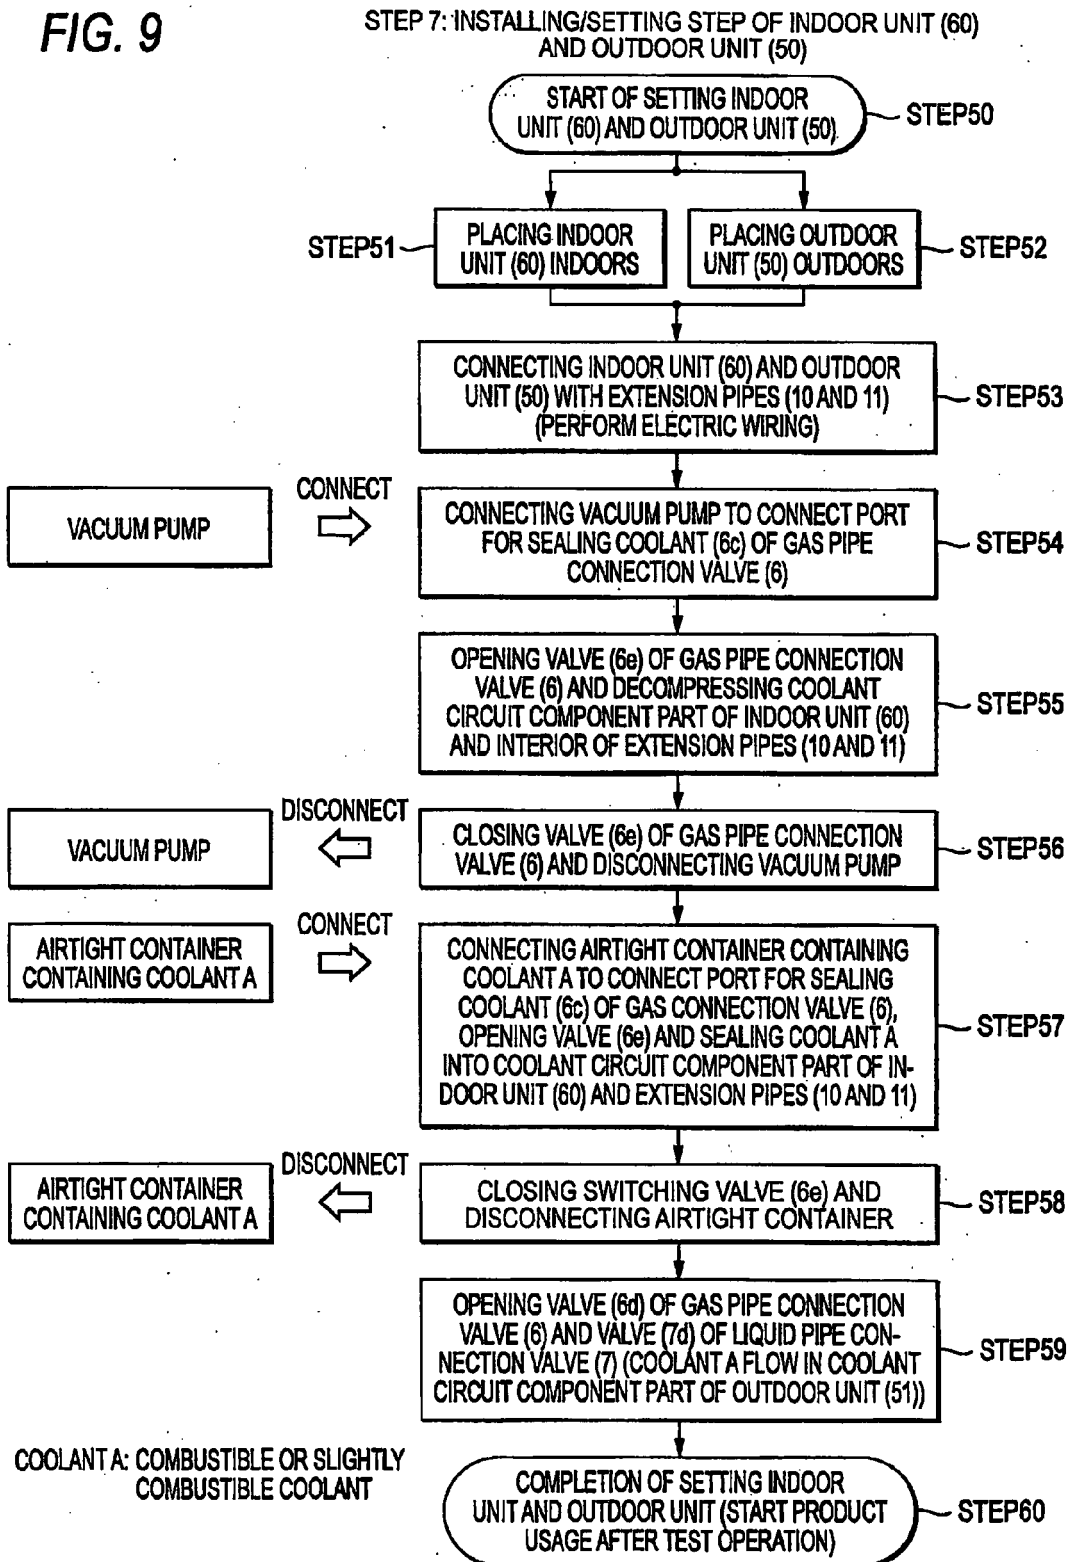 FIG. 9
STEP 7: INSTALLING/SETTING STEP OF INDOOR UNIT (60)
AND OUTDOOR UNIT (50)
START OF SETTING INDOOR
UNIT (60) AND OUTDOOR UNIT (50)
STEP50
STEP51
PLACING INDOOR
UNIT (60) INDOORS
PLACING OUTDOOR
UNIT (50) OUTDOORS
STEP52
CONNECTING INDOOR UNIT (60) AND OUTDOOR
UNIT (50) WITH EXTENSION PIPES (10 AND 11)
(PERFORM ELECTRIC WIRING)
STEP53
VACUUM PUMP
CONNECT
CONNECTING VACUUM PUMP TO CONNECT PORT
FOR SEALING COOLANT (6c) OF GAS PIPE
CONNECTION VALVE (6)
STEP54
OPENING VALVE (6e) OF GAS PIPE CONNECTION
VALVE (6) AND DECOMPRESSING COOLANT
CIRCUIT COMPONENT PART OF INDOOR UNIT (60)
AND INTERIOR OF EXTENSION PIPES (10 AND 11)
STEP55
VACUUM PUMP
DISCONNECT
CLOSING VALVE (6e) OF GAS PIPE CONNECTION
VALVE (6) AND DISCONNECTING VACUUM PUMP
STEP56
AIRTIGHT CONTAINER
CONTAINING COOLANT A
CONNECT
CONNECTING AIRTIGHT CONTAINER CONTAINING
COOLANT A TO CONNECT PORT FOR SEALING
COOLANT (6c) OF GAS CONNECTION VALVE (6),
OPENING VALVE (6e) AND SEALING COOLANT A
INTO COOLANT CIRCUIT COMPONENT PART OF IN-
DOOR UNIT (60) AND EXTENSION PIPES (10 AND 11)
STEP57
AIRTIGHT CONTAINER
CONTAINING COOLANT A
DISCONNECT
CLOSING SWITCHING VALVE (6e) AND
DISCONNECTING AIRTIGHT CONTAINER
STEP58
OPENING VALVE (6d) OF GAS PIPE CONNECTION
VALVE (6) AND VALVE (7d) OF LIQUID PIPE CON-
NECTION VALVE (7) (COOLANT A FLOW IN COOLANT
CIRCUIT COMPONENT PART OF OUTDOOR UNIT (51))
STEP59
COOLANT A: COMBUSTIBLE OR SLIGHTLY
COMBUSTIBLE COOLANT
COMPLETION OF SETTING INDOOR
UNIT AND OUTDOOR UNIT (START PRODUCT
USAGE AFTER TEST OPERATION)
STEP60